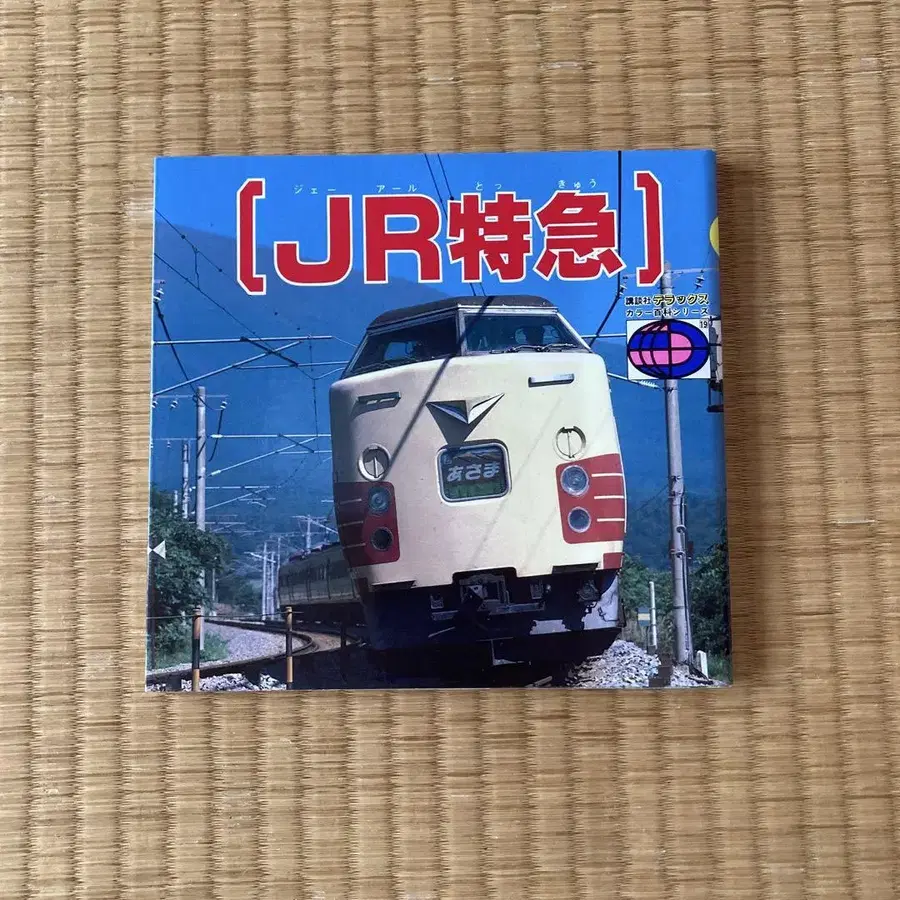 ジェー アール とっ きゅう
[JR特急]
講談社デラックス
カラー百科シリーズ
19
あさま